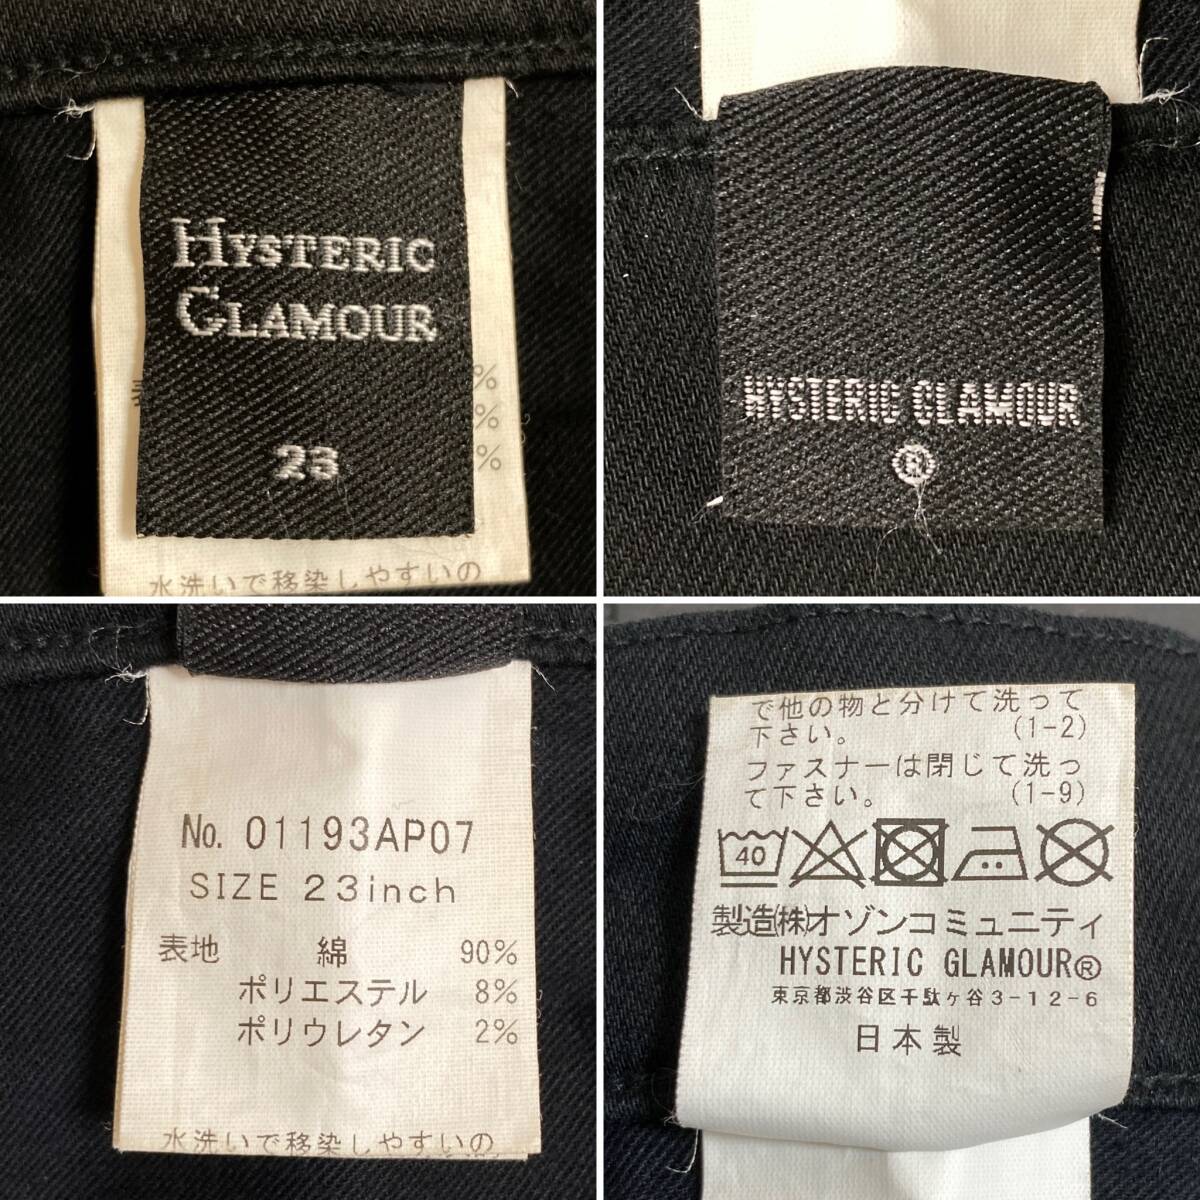 HYSTERIC
GLAMOUR
23
%
%
%
水洗いで移染しやすいの
HYSTERIC GLAMOUR
®
No. 01193AP07
SIZE 23inch
表地 綿 90%
ポリエステル 8%
ポリウレタン 2%
水洗いで移染しやすいの
で他の物と分けて洗って
下さい。 (1-2)
ファスナーは閉じて洗っ
て下さい。 (1-9)
40
製造㈱オゾンコミュニティ
HYSTERIC GLAMOUR®
東京都渋谷区千駄ヶ谷3-12-6
日本製